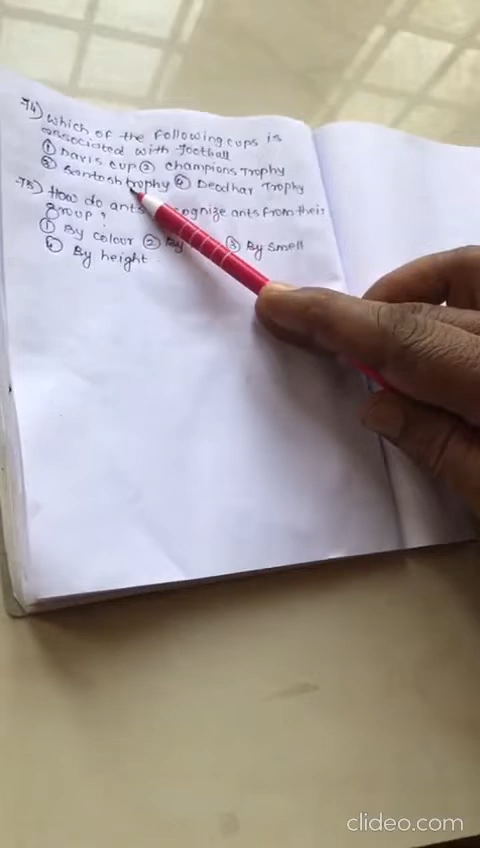 74) Which of the following cups is
associated with football
① Davis cup ② Champions Trophy
③ Santosh trophy ④ Deodhar Trophy
75) How do ants cognize ants from their
group ?
① By colour ② By ③ By smell
④ By height .
clideo.com